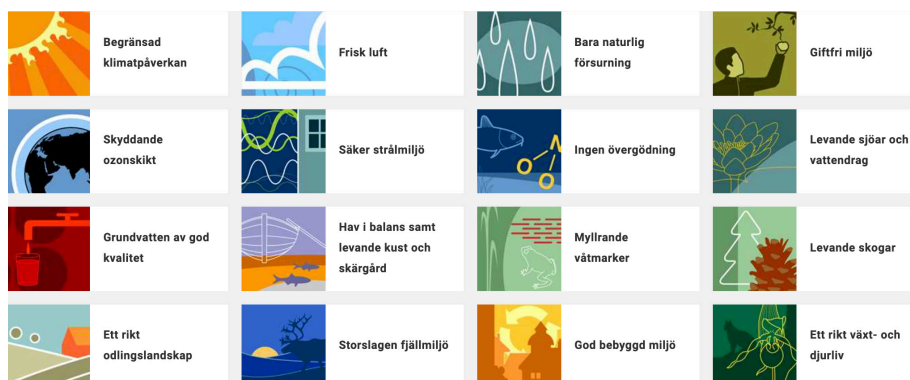 Begränsad
klimatpåverkan
Frisk luft
Bara naturlig
försurning
Giftfri miljö
Skyddande
ozonskikt
Säker strålmiljö
Ingen övergödning
N
O
O
Levande sjöar och
vattendrag
Grundvatten av god
kvalitet
Hav i balans samt
levande kust och
skärgård
Myllrande
våtmarker
Levande skogar
Ett rikt
odlingslandskap
Storslagen fjällmiljö
God bebyggd miljö
Ett rikt växt- och
djurliv